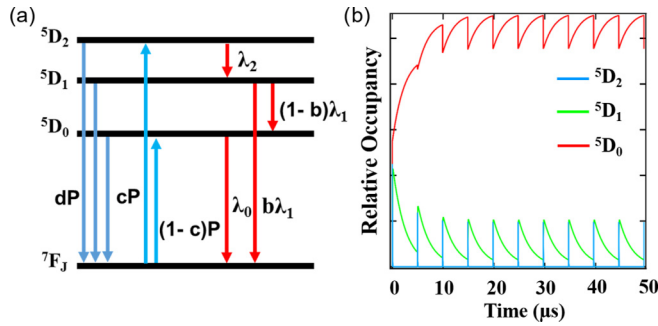 (a)
⁵D₂
λ₂
⁵D₁
(1- b)λ₁
⁵D₀
dP
cP
(1- c)P
λ₀
bλ₁
⁷F_J
(b)
Relative Occupancy
⁵D₂
⁵D₁
⁵D₀
0 10 20 30 40 50
Time (μs)